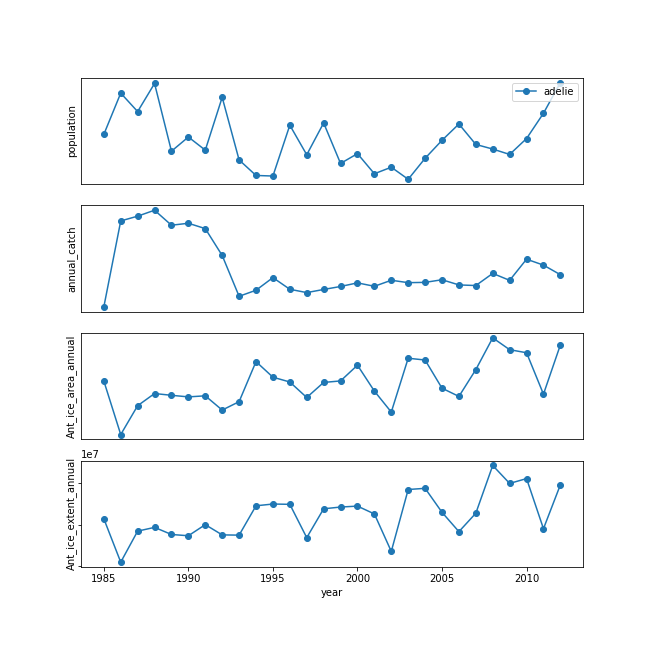 adelie
population
annual_catch
Ant_ice_area_annual
1e7
Ant_ice_extent_annual
1985 1990 1995 2000 2005 2010
year